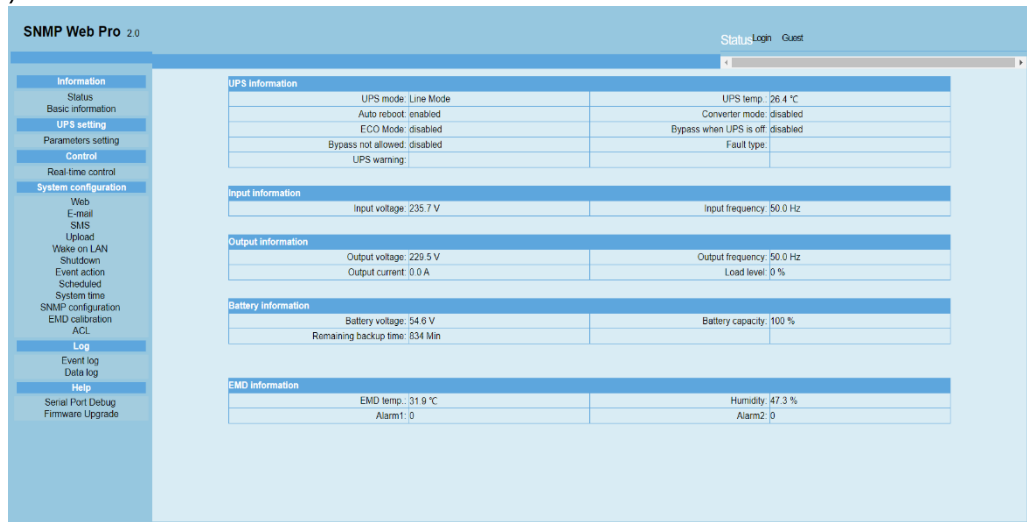 )
SNMP Web Pro 2.0
Status Login Guest
Information
Status
Basic information
UPS setting
Parameters setting
Control
Real-time control
System configuration
Web
E-mail
SMS
Upload
Wake on LAN
Shutdown
Event action
Scheduled
System time
SNMP configuration
EMD calibration
ACL
Log
Event log
Data log
Help
Serial Port Debug
Firmware Upgrade
UPS information
UPS mode: Line Mode UPS temp.: 26.4 °C
Auto reboot: enabled Converter mode: disabled
ECO Mode: disabled Bypass when UPS is off: disabled
Bypass not allowed: disabled Fault type:
UPS warning:
Input information
Input voltage: 235.7 V Input frequency: 50.0 Hz
Output information
Output voltage: 229.5 V Output frequency: 50.0 Hz
Output current: 0.0 A Load level: 0 %
Battery information
Battery voltage: 54.6 V Battery capacity: 100 %
Remaining backup time: 834 Min
EMD information
EMD temp.: 31.9 °C Humidity: 47.3 %
Alarm1: 0 Alarm2: 0